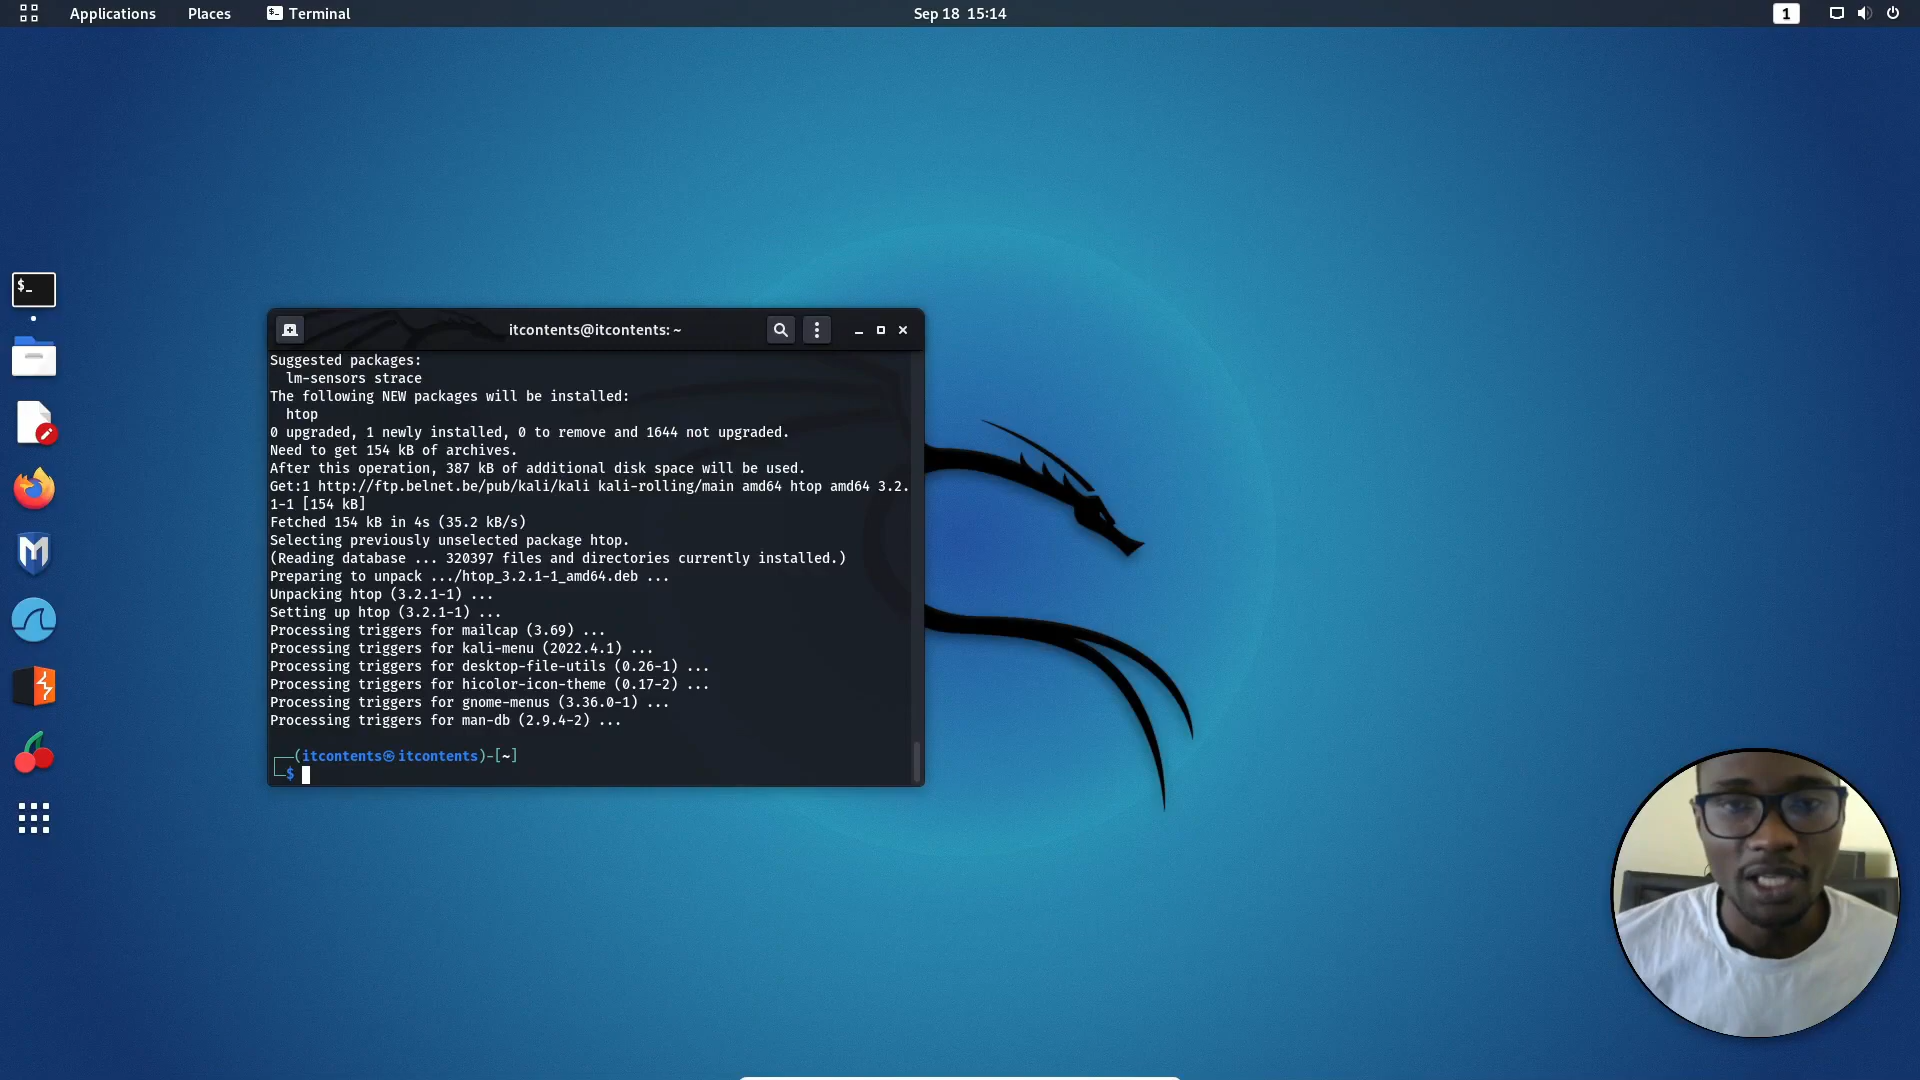 Applications Places Terminal Sep 18 15:14 1
itcontents@itcontents: ~
Suggested packages:
lm-sensors strace
The following NEW packages will be installed:
htop
0 upgraded, 1 newly installed, 0 to remove and 1644 not upgraded.
Need to get 154 kB of archives.
After this operation, 387 kB of additional disk space will be used.
Get:1 http://ftp.belnet.be/pub/kali/kali kali-rolling/main amd64 htop amd64 3.2.
1-1 [154 kB]
Fetched 154 kB in 4s (35.2 kB/s)
Selecting previously unselected package htop.
(Reading database ... 320397 files and directories currently installed.)
Preparing to unpack .../htop_3.2.1-1_amd64.deb ...
Unpacking htop (3.2.1-1) ...
Setting up htop (3.2.1-1) ...
Processing triggers for mailcap (3.69) ...
Processing triggers for kali-menu (2022.4.1) ...
Processing triggers for desktop-file-utils (0.26-1) ...
Processing triggers for hicolor-icon-theme (0.17-2) ...
Processing triggers for gnome-menus (3.36.0-1) ...
Processing triggers for man-db (2.9.4-2) ...
┌──(itcontents㉿itcontents)-[~]
└─$